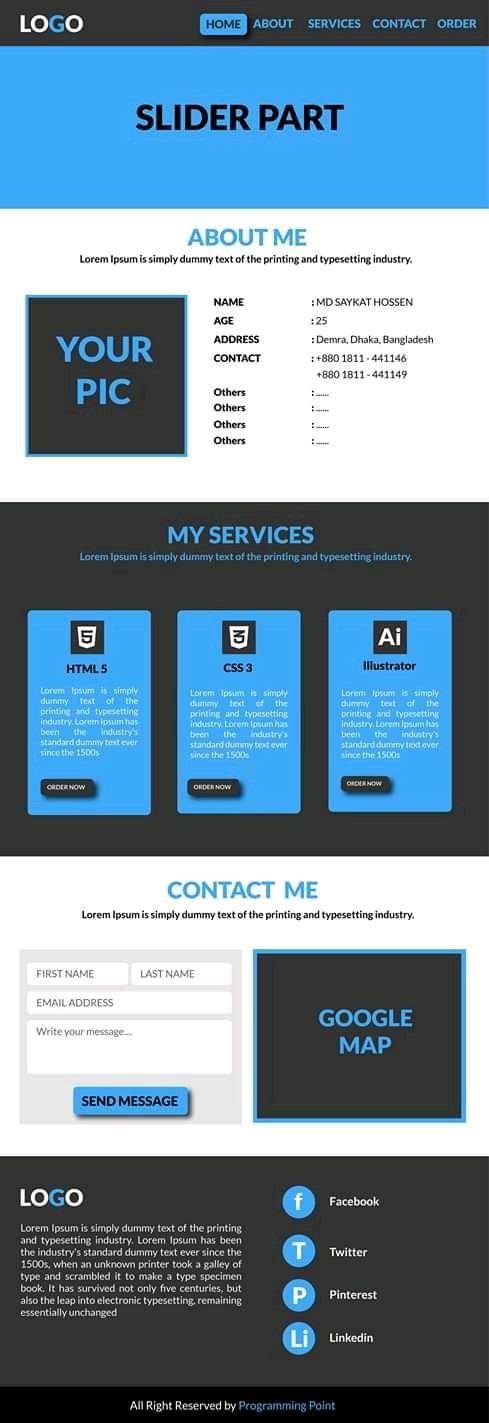 LOGO
HOME ABOUT SERVICES CONTACT ORDER
SLIDER PART
ABOUT ME
Lorem Ipsum is simply dummy text of the printing and typesetting industry.
YOUR
PIC
NAME : MD SAYKAT HOSSEN
AGE : 25
ADDRESS : Demra, Dhaka, Bangladesh
CONTACT : +880 1811 - 441146
+880 1811 - 441149
Others : ......
Others : ......
Others : ......
Others : ......
MY SERVICES
Lorem Ipsum is simply dummy text of the printing and typesetting industry.
5
HTML 5
Lorem Ipsum is simply
dummy text of the
printing and typesetting
industry. Lorem Ipsum has
been the industry's
standard dummy text ever
since the 1500s
ORDER NOW
3
CSS 3
Lorem Ipsum is simply
dummy text of the
printing and typesetting
industry. Lorem Ipsum has
been the industry's
standard dummy text ever
since the 1500s
ORDER NOW
Ai
Illustrator
Lorem Ipsum is simply
dummy text of the
printing and typesetting
industry. Lorem Ipsum has
been the industry's
standard dummy text ever
since the 1500s
ORDER NOW
CONTACT ME
Lorem Ipsum is simply dummy text of the printing and typesetting industry.
FIRST NAME LAST NAME
EMAIL ADDRESS
Write your message....
SEND MESSAGE
GOOGLE
MAP
LOGO
Lorem Ipsum is simply dummy text of the printing
and typesetting industry. Lorem Ipsum has been
the industry's standard dummy text ever since the
1500s, when an unknown printer took a galley of
type and scrambled it to make a type specimen
book. It has survived not only five centuries, but
also the leap into electronic typesetting, remaining
essentially unchanged
f Facebook
T Twitter
P Pinterest
Li Linkedin
All Right Reserved by Programming Point